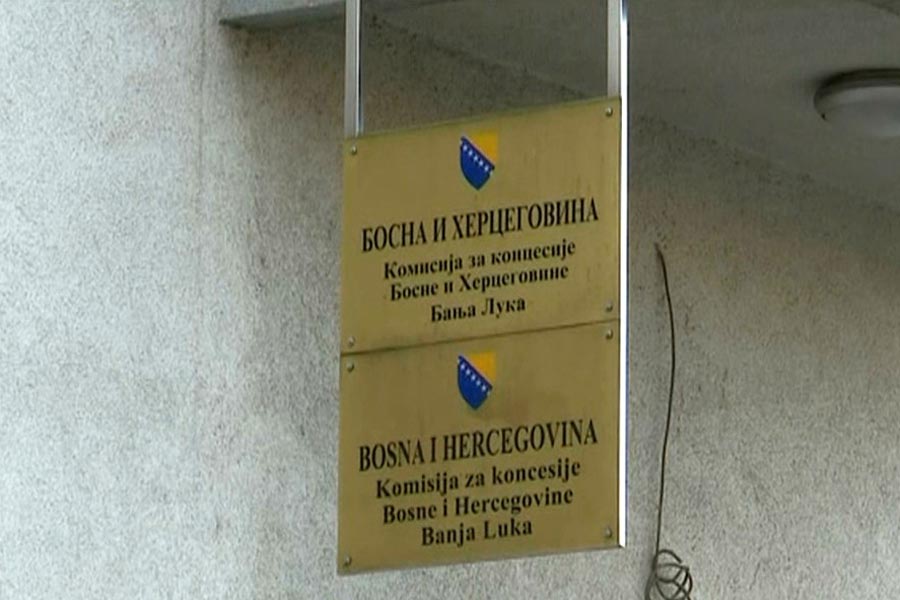 БОСНА И ХЕРЦЕГОВИНА
Комисија за концесије
Босне и Херцеговине
Бања Лука
BOSNA I HERCEGOVINA
Komisija za koncesije
Bosne i Hercegovine
Banja Luka